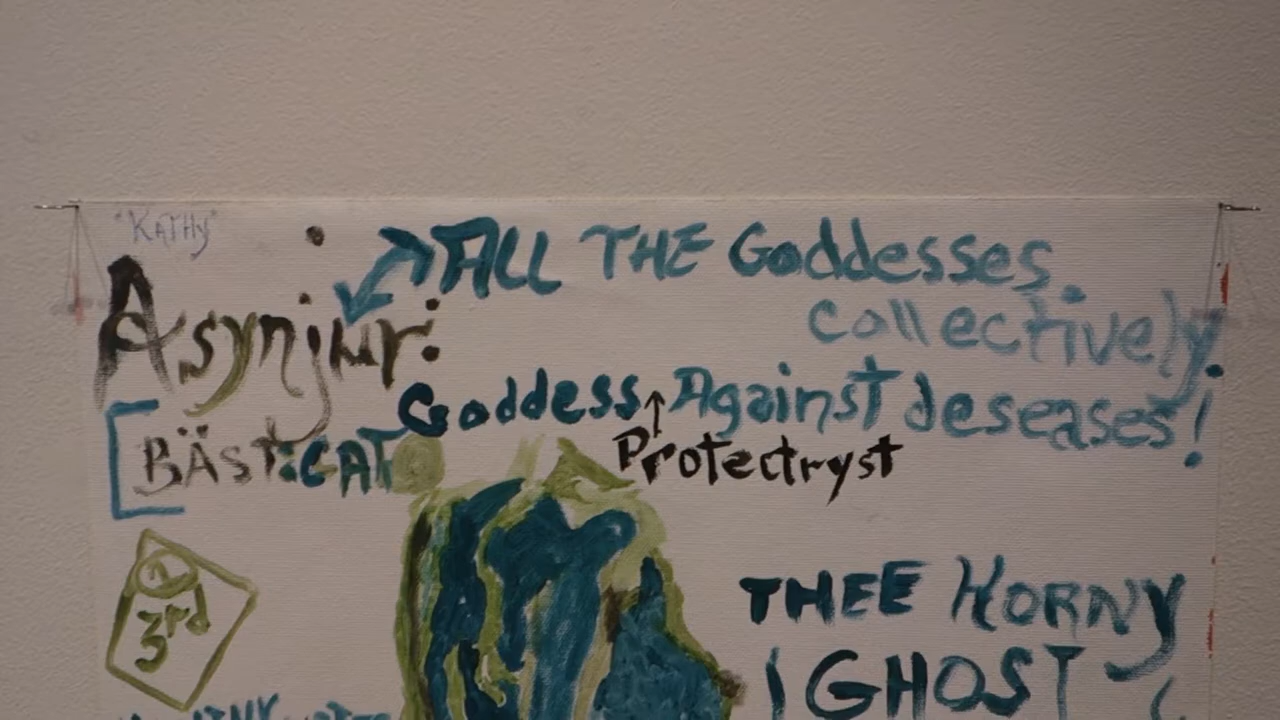 "KATHY"
ALL THE Goddesses
collectively.
Asynjur:
Goddess Against deseases!
[BÄST:CAT
Protectryst
3rd
THEE HORNY
GHOST